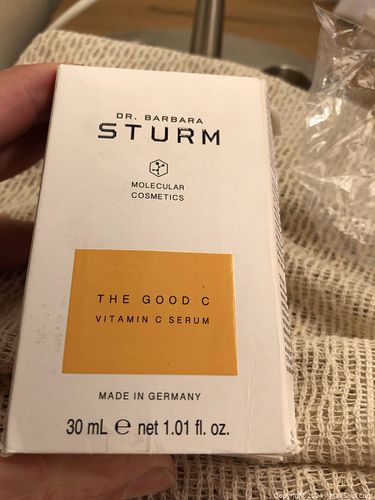 DR. BARBARA
STURM
MOLECULAR
COSMETICS
THE GOOD C
VITAMIN C SERUM
MADE IN GERMANY
30 mL ℮ net 1.01 fl. oz.